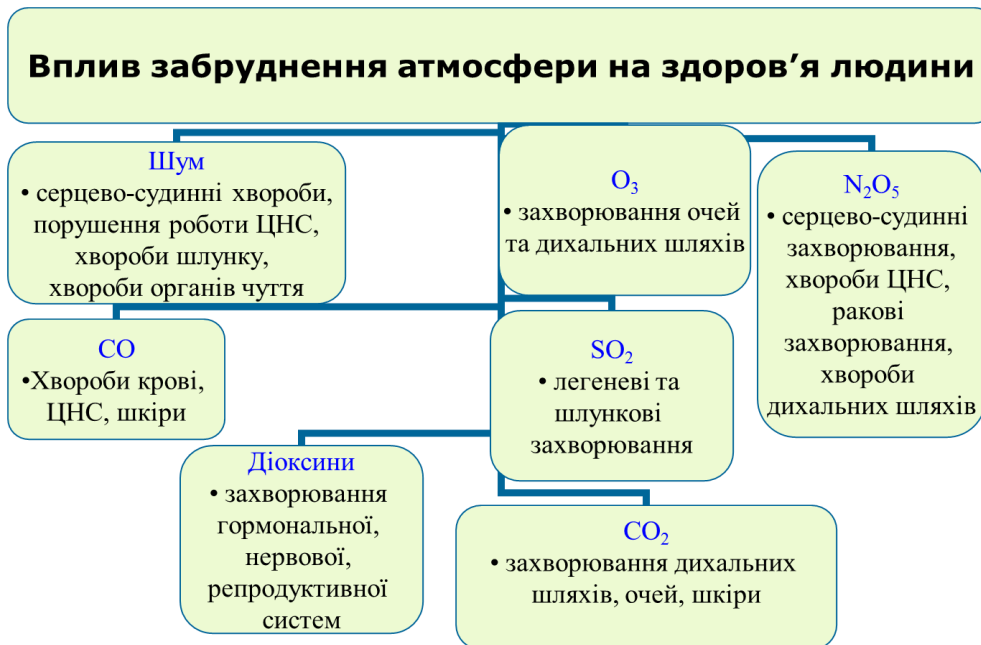 Вплив забруднення атмосфери на здоров’я людини
Шум
• серцево-судинні хвороби,
порушення роботи ЦНС,
хвороби шлунку,
хвороби органів чуття
O₃
• захворювання очей
та дихальних шляхів
N₂O₅
• серцево-судинні
захворювання,
хвороби ЦНС,
ракові
захворювання,
хвороби
дихальних шляхів
CO
•Хвороби крові,
ЦНС, шкіри
SO₂
• легеневі та
шлункові
захворювання
Діоксини
• захворювання
гормональної,
нервової,
репродуктивної
систем
CO₂
• захворювання дихальних
шляхів, очей, шкіри